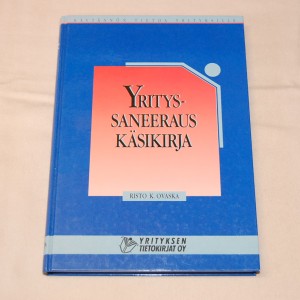 YRITYS-
SANEERAUS
KÄSIKIRJA
RISTO K. OVASKA
YRITYKSEN
TIETOKIRJAT OY